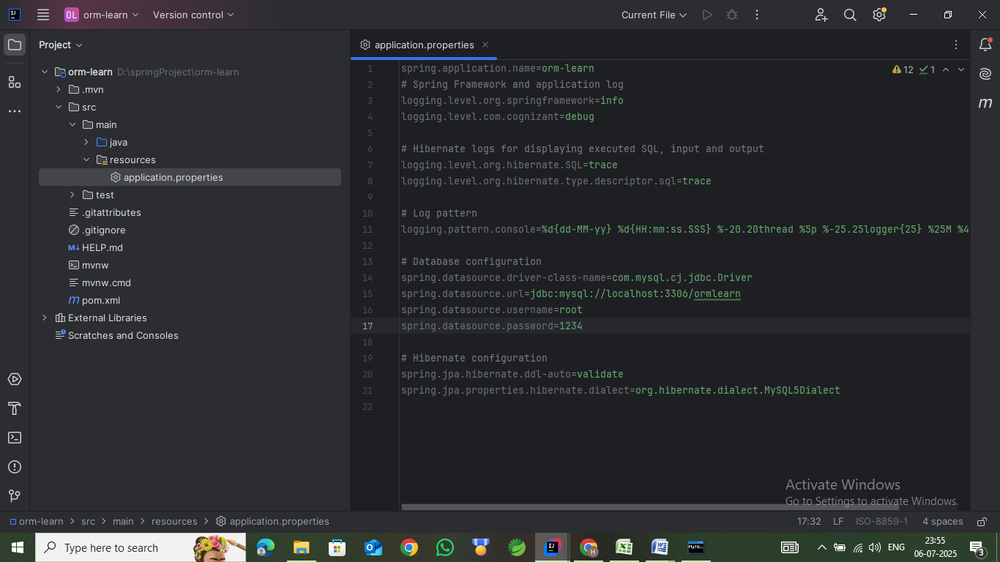 OL orm-learn Version control Current File
Project
application.properties
orm-learn D:\springProject\orm-learn
.mvn
src
main
java
resources
application.properties
test
.gitattributes
.gitignore
M↓ HELP.md
mvnw
mvnw.cmd
m pom.xml
External Libraries
Scratches and Consoles
12 1
1 spring.application.name=orm-learn
2 # Spring Framework and application log
3 logging.level.org.springframework=info
4 logging.level.com.cognizant=debug
5
6 # Hibernate logs for displaying executed SQL, input and output
7 logging.level.org.hibernate.SQL=trace
8 logging.level.org.hibernate.type.descriptor.sql=trace
9
10 # Log pattern
11 logging.pattern.console=%d{dd-MM-yy} %d{HH:mm:ss.SSS} %-20.20thread %5p %-25.25logger{25} %25M %4
12
13 # Database configuration
14 spring.datasource.driver-class-name=com.mysql.cj.jdbc.Driver
15 spring.datasource.url=jdbc:mysql://localhost:3306/ormlearn
16 spring.datasource.username=root
17 spring.datasource.password=1234
18
19 # Hibernate configuration
20 spring.jpa.hibernate.ddl-auto=validate
21 spring.jpa.properties.hibernate.dialect=org.hibernate.dialect.MySQL5Dialect
22
m
Activate Windows
Go to Settings to activate Windows.
orm-learn > src > main > resources > application.properties
17:32 LF ISO-8859-1 4 spaces
Type here to search
ENG
23:55
06-07-2025
3